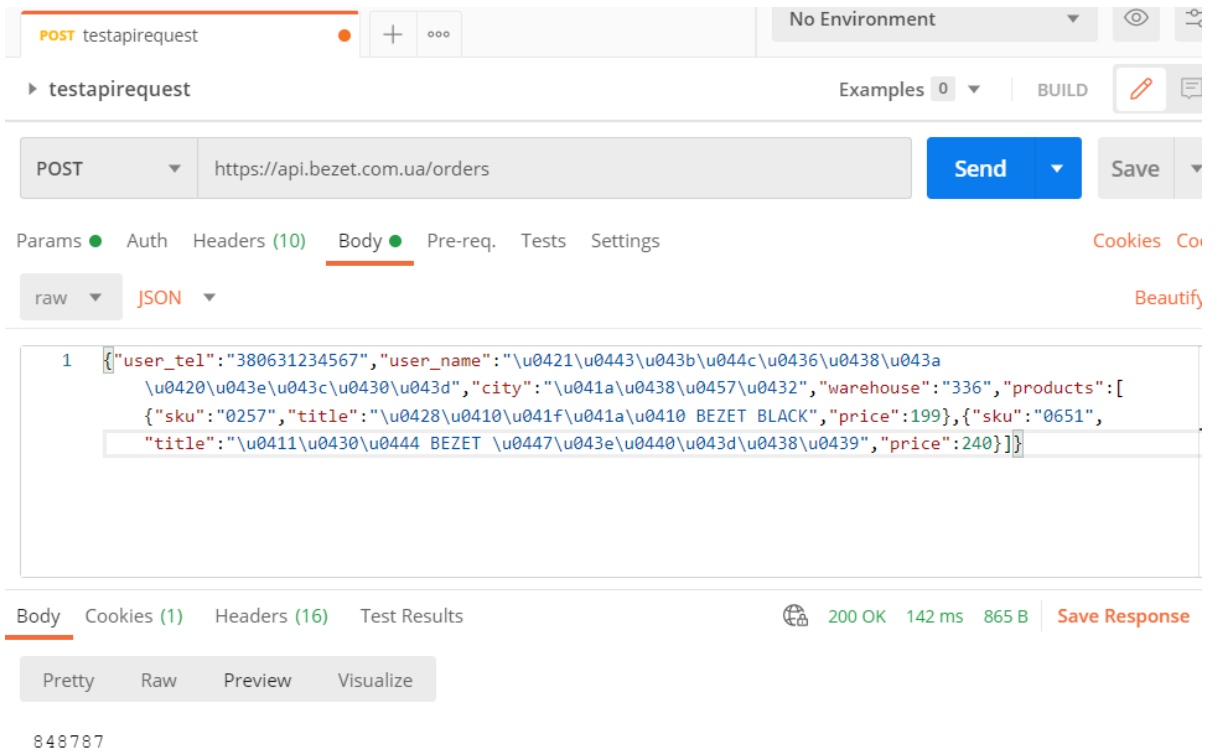 POST testapirequest
No Environment
testapirequest
Examples 0
BUILD
POST
https://api.bezet.com.ua/orders
Send
Save
Params Auth Headers (10) Body Pre-req. Tests Settings
Cookies
raw JSON
Beautify
1 {"user_tel":"380631234567","user_name":"\u0421\u0443\u043b\u044c\u0436\u0438\u043a
\u0420\u043e\u043c\u0430\u043d","city":"\u041a\u0438\u0457\u0432","warehouse":"336","products":[
{"sku":"0257","title":"\u0428\u0410\u041f\u041a\u0410 BEZET BLACK","price":199},{"sku":"0651",
"title":"\u0411\u0430\u0444 BEZET \u0447\u043e\u0440\u043d\u0438\u0439","price":240}]}
Body Cookies (1) Headers (16) Test Results
200 OK 142 ms 865 B Save Response
Pretty Raw Preview Visualize
848787